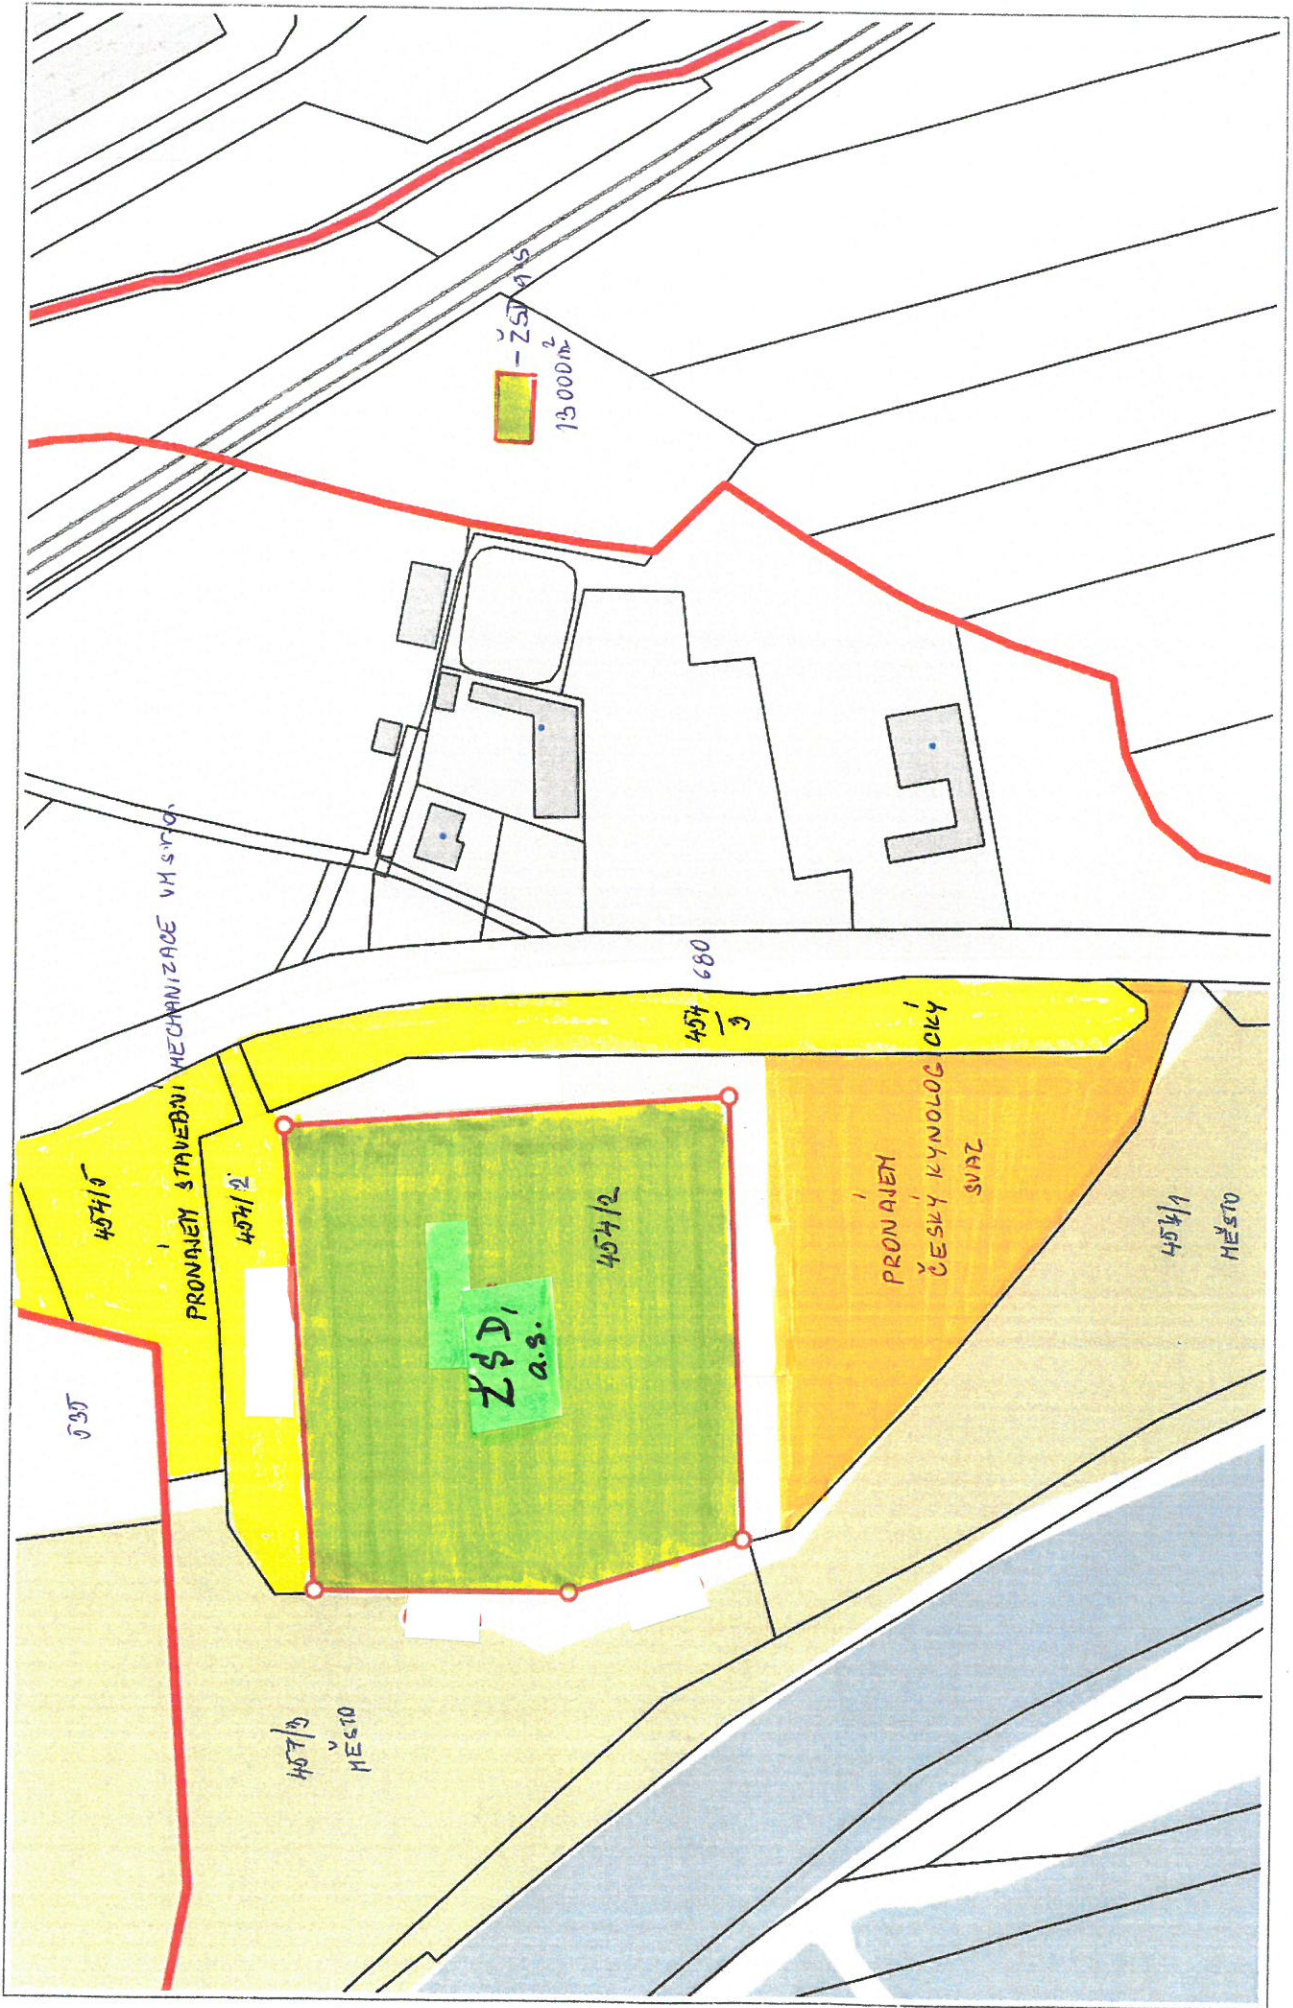 535
454/5
PRONÁJEM STAVEBNÍ MECHANIZACE VM s.r.o.
454/2
457/3
MĚSTO
ŽSD,
a.s.
454/2
– ŽSD a.s
13000m²
454
3
680
PRONÁJEM
ČESKÝ KYNOLOGICKÝ
SVAZ
454/1
MĚSTO